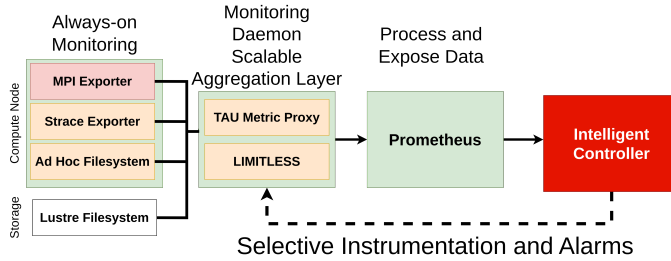 Always-on
Monitoring
Monitoring
Daemon
Scalable
Aggregation Layer
Process and
Expose Data
Compute Node
MPI Exporter
Strace Exporter
Ad Hoc Filesystem
Storage
Lustre Filesystem
TAU Metric Proxy
LIMITLESS
Prometheus
Intelligent
Controller
Selective Instrumentation and Alarms